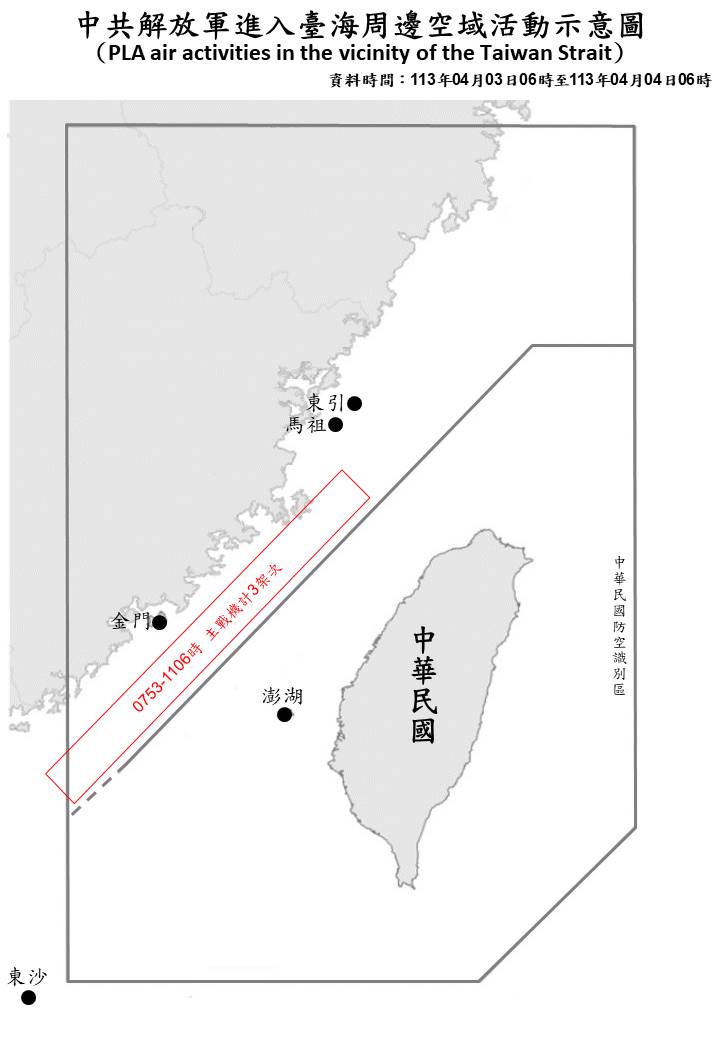 中共解放軍進入臺海周邊空域活動示意圖
（PLA air activities in the vicinity of the Taiwan Strait）
資料時間：113年04月03日06時至113年04月04日06時
東引
馬祖
0753-1106時 主戰機計3架次
中華民國防空識別區
金門
中華民國
澎湖
東沙